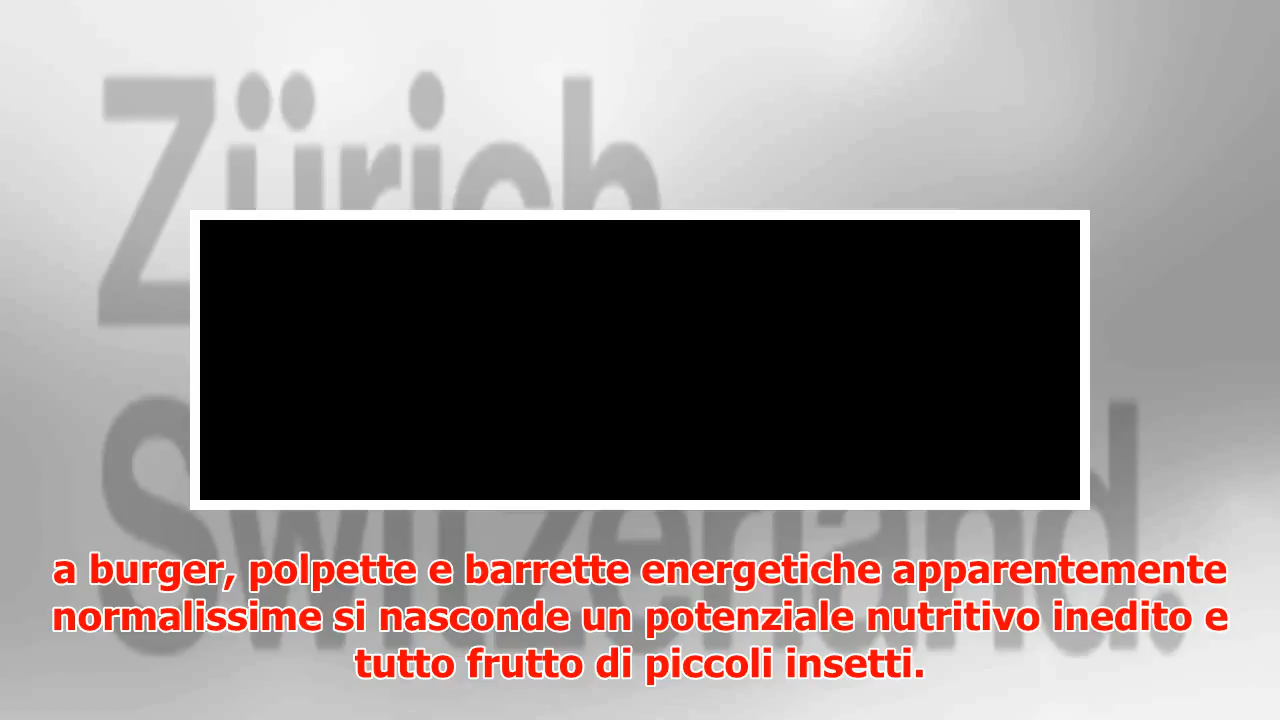 Zürich
Switzerland.
a burger, polpette e barrette energetiche apparentemente
normalissime si nasconde un potenziale nutritivo inedito e
tutto frutto di piccoli insetti.